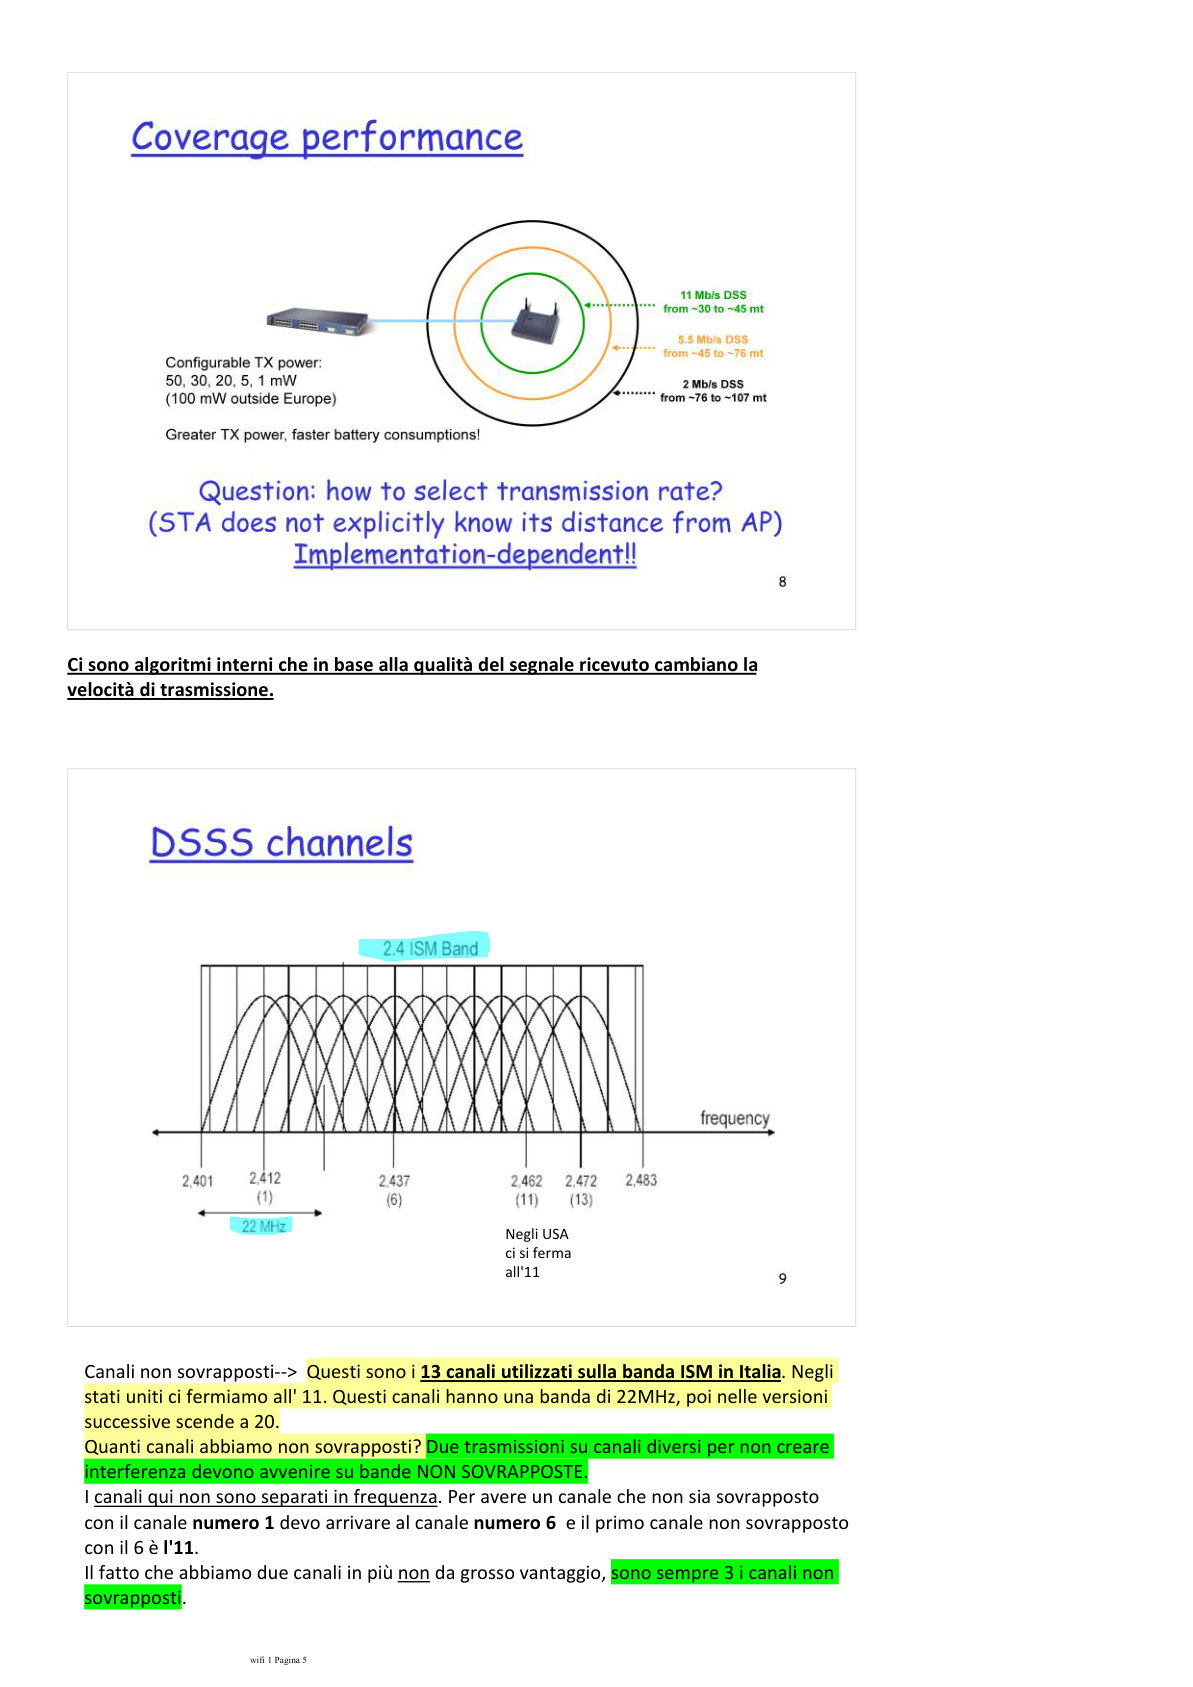 Coverage performance
11 Mb/s DSS
from ~30 to ~45 mt
5.5 Mb/s DSS
from ~45 to ~76 mt
2 Mb/s DSS
from ~76 to ~107 mt
Configurable TX power:
50, 30, 20, 5, 1 mW
(100 mW outside Europe)
Greater TX power, faster battery consumptions!
Question: how to select transmission rate?
(STA does not explicitly know its distance from AP)
Implementation-dependent!!
8
Ci sono algoritmi interni che in base alla qualità del segnale ricevuto cambiano la
velocità di trasmissione.
DSSS channels
2.4 ISM Band
frequency
2,401 2,412 2,437 2,462 2,472 2,483
(1) (6) (11) (13)
22 MHz
Negli USA
ci si ferma
all'11
9
Canali non sovrapposti--> Questi sono i 13 canali utilizzati sulla banda ISM in Italia. Negli
stati uniti ci fermiamo all' 11. Questi canali hanno una banda di 22MHz, poi nelle versioni
successive scende a 20.
Quanti canali abbiamo non sovrapposti? Due trasmissioni su canali diversi per non creare
interferenza devono avvenire su bande NON SOVRAPPOSTE.
I canali qui non sono separati in frequenza. Per avere un canale che non sia sovrapposto
con il canale numero 1 devo arrivare al canale numero 6 e il primo canale non sovrapposto
con il 6 è l'11.
Il fatto che abbiamo due canali in più non da grosso vantaggio, sono sempre 3 i canali non
sovrapposti.
wifi 1 Pagina 5